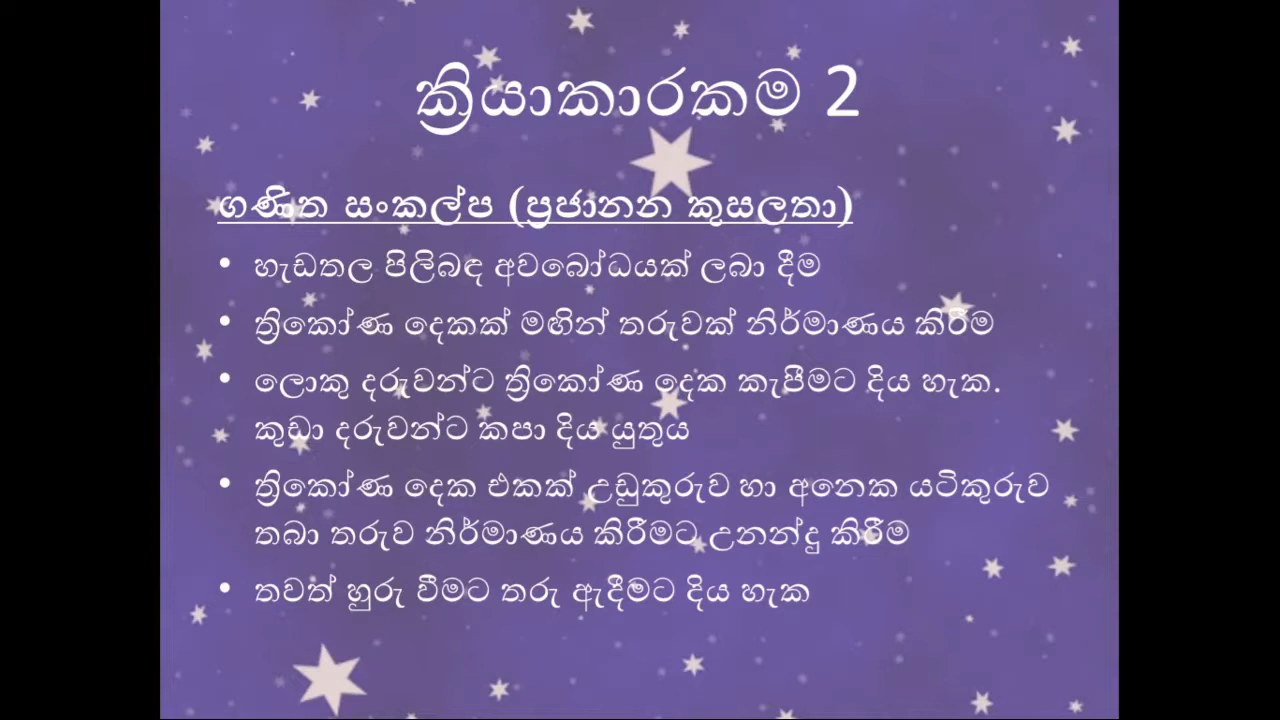 ක්‍රියාකාරකම 2
ගණිත සංකල්ප (ප්‍රජානන කුසලතා)
• හැඩතල පිලිබඳ අවබෝධයක් ලබා දීම
• ත්‍රිකෝණ දෙකක් මඟින් තරුවක් නිර්මාණය කිරීම
• ලොකු දරුවන්ට ත්‍රිකෝණ දෙක කැපීමට දිය හැක.
කුඩා දරුවන්ට කපා දිය යුතුය
• ත්‍රිකෝණ දෙක එකක් උඩුකුරුව හා අනෙක යටිකුරුව
තබා තරුව නිර්මාණය කිරීමට උනන්දු කිරීම
• තවත් හුරු වීමට තරු ඇදීමට දිය හැක